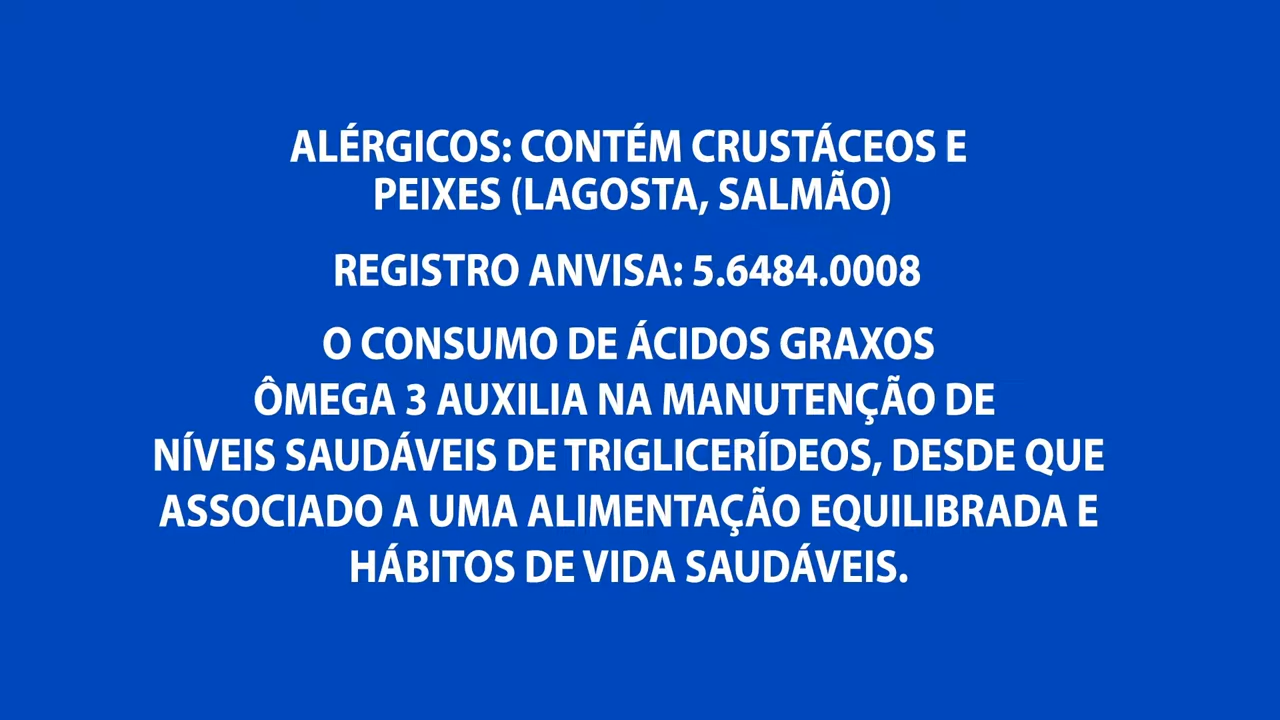 ALÉRGICOS: CONTÉM CRUSTÁCEOS E
PEIXES (LAGOSTA, SALMÃO)
REGISTRO ANVISA: 5.6484.0008
O CONSUMO DE ÁCIDOS GRAXOS
ÔMEGA 3 AUXILIA NA MANUTENÇÃO DE
NÍVEIS SAUDÁVEIS DE TRIGLICERÍDEOS, DESDE QUE
ASSOCIADO A UMA ALIMENTAÇÃO EQUILIBRADA E
HÁBITOS DE VIDA SAUDÁVEIS.